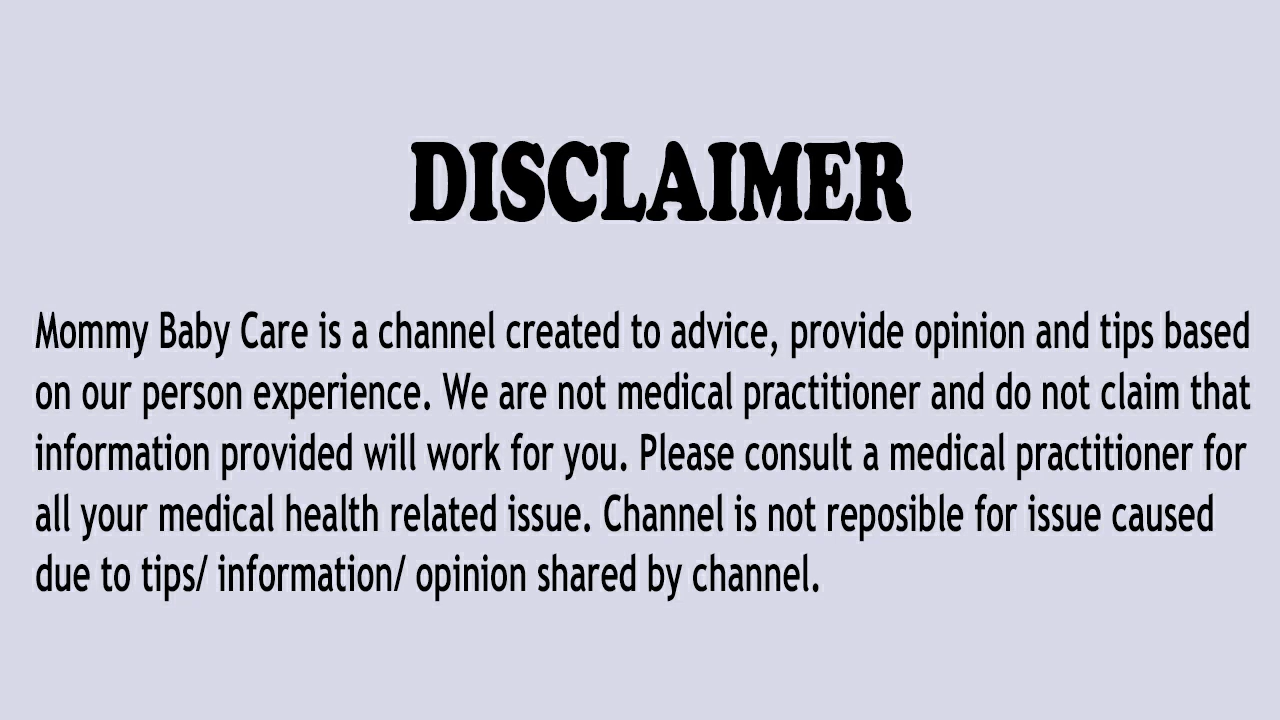 DISCLAIMER
Mommy Baby Care is a channel created to advice, provide opinion and tips based
on our person experience. We are not medical practitioner and do not claim that
information provided will work for you. Please consult a medical practitioner for
all your medical health related issue. Channel is not reposible for issue caused
due to tips/ information/ opinion shared by channel.